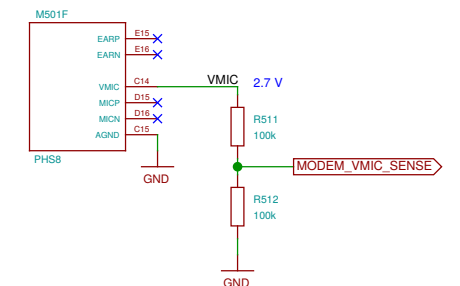 M501F
EARP E15
EARN E16
VMIC C14 VMIC 2.7 V
MICP D15
MICN D16
AGND C15
PHS8
GND
R511
100k
MODEM_VMIC_SENSE
R512
100k
GND